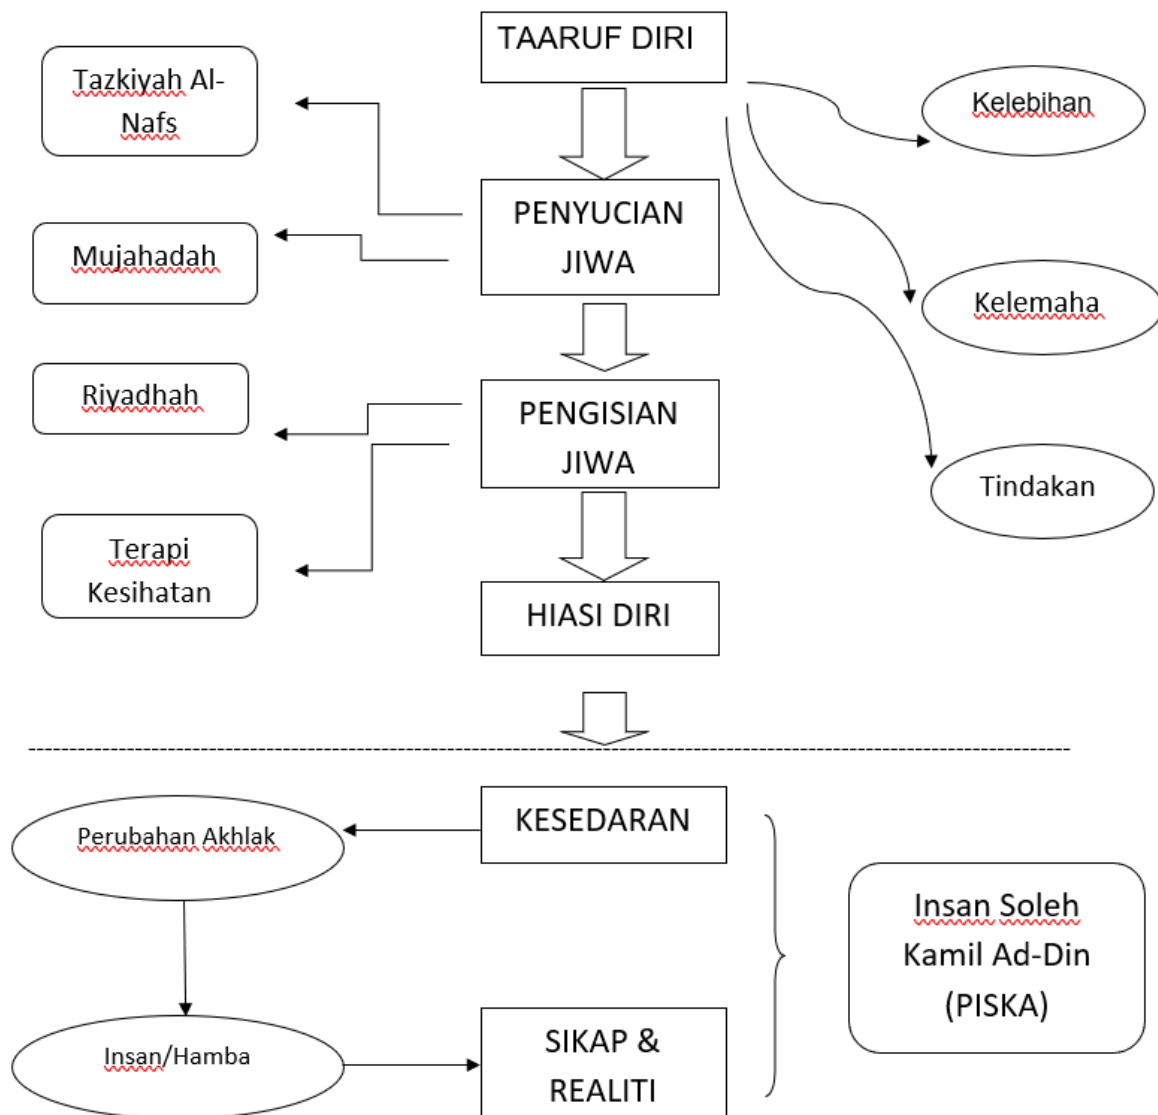 TAARUF DIRI
Tazkiyah Al-
Nafs
Kelebihan
PENYUCIAN
JIWA
Mujahadah
Kelemaha
Riyadhah
PENGISIAN
JIWA
Tindakan
Terapi
Kesihatan
HIASI DIRI
KESEDARAN
Perubahan Akhlak
Insan Soleh
Kamil Ad-Din
(PISKA)
Insan/Hamba
SIKAP &
REALITI